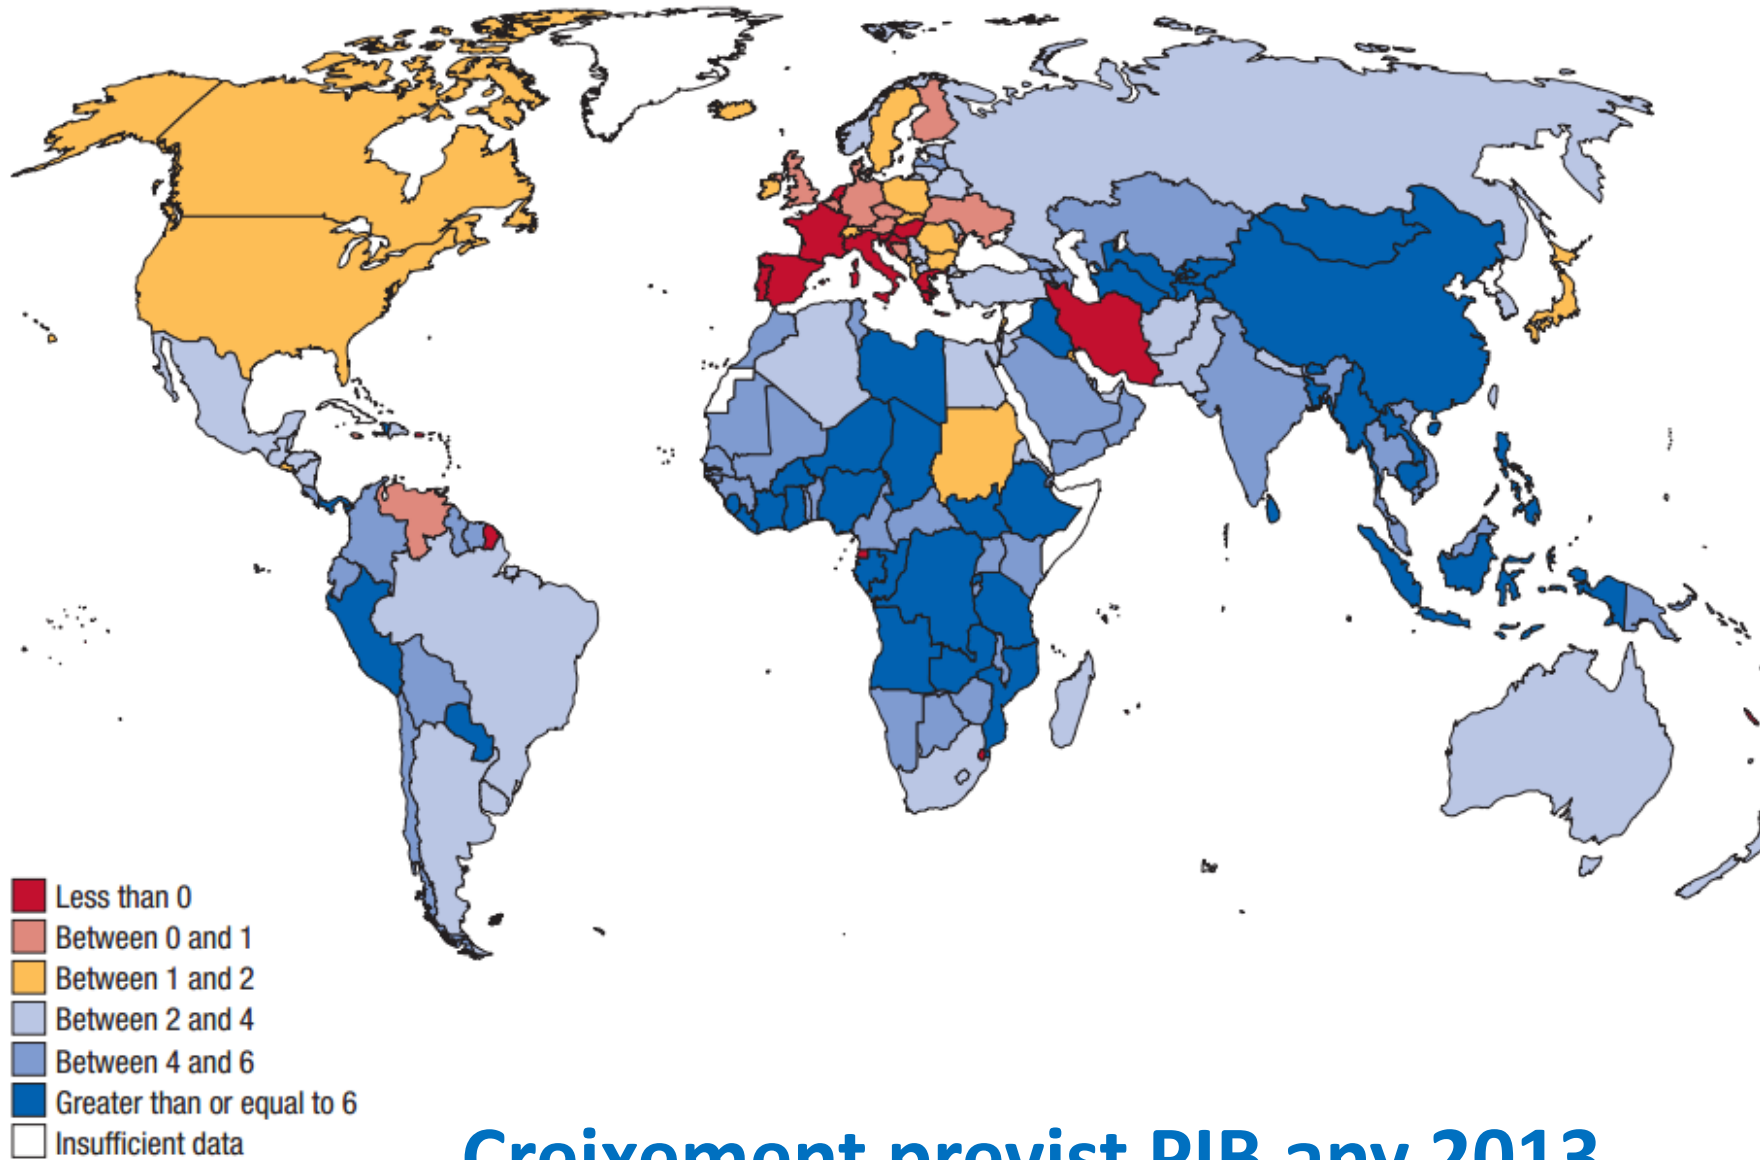 Less than 0
Between 0 and 1
Between 1 and 2
Between 2 and 4
Between 4 and 6
Greater than or equal to 6
Insufficient data
Creixement previst PIB any 2013